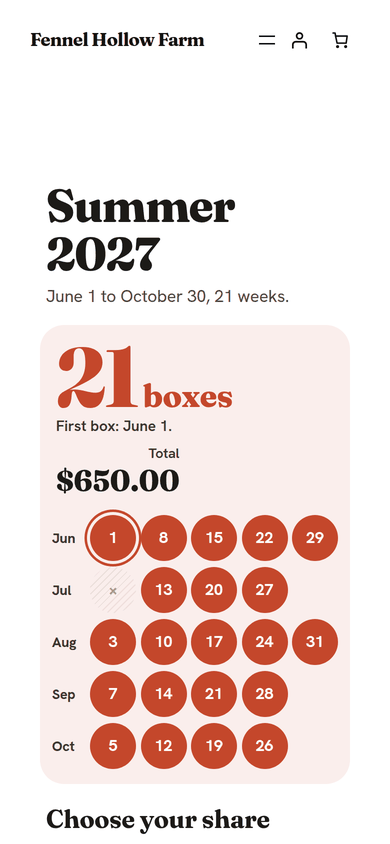 Fennel Hollow Farm
Summer
2027
June 1 to October 30, 21 weeks.
21 boxes
First box: June 1.
Total
$650.00
Jun 1 8 15 22 29
Jul × 13 20 27
Aug 3 10 17 24 31
Sep 7 14 21 28
Oct 5 12 19 26
Choose your share